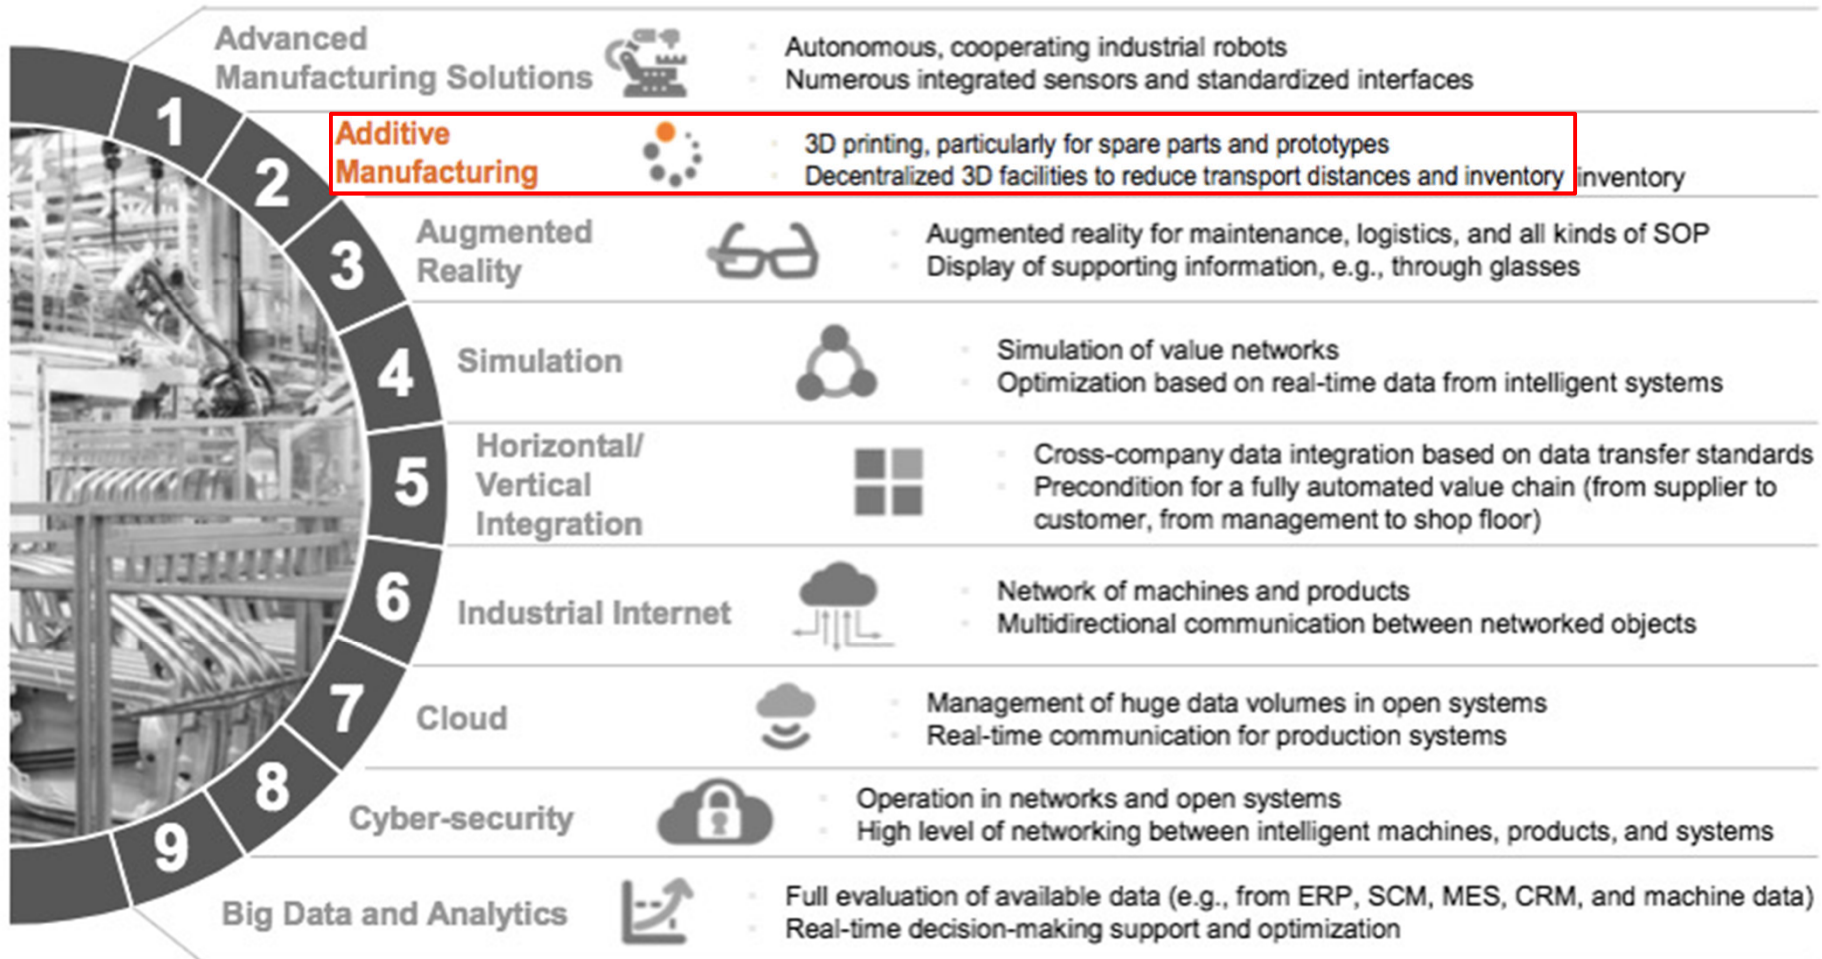 Advanced
Manufacturing Solutions
Autonomous, cooperating industrial robots
Numerous integrated sensors and standardized interfaces
1
Additive
Manufacturing
3D printing, particularly for spare parts and prototypes
Decentralized 3D facilities to reduce transport distances and inventory inventory
2
Augmented
Reality
Augmented reality for maintenance, logistics, and all kinds of SOP
Display of supporting information, e.g., through glasses
3
Simulation
Simulation of value networks
Optimization based on real-time data from intelligent systems
4
Horizontal/
Vertical
Integration
Cross-company data integration based on data transfer standards
Precondition for a fully automated value chain (from supplier to
customer, from management to shop floor)
5
Industrial Internet
Network of machines and products
Multidirectional communication between networked objects
6
Cloud
Management of huge data volumes in open systems
Real-time communication for production systems
7
Cyber-security
Operation in networks and open systems
High level of networking between intelligent machines, products, and systems
8
Big Data and Analytics
Full evaluation of available data (e.g., from ERP, SCM, MES, CRM, and machine data)
Real-time decision-making support and optimization
9